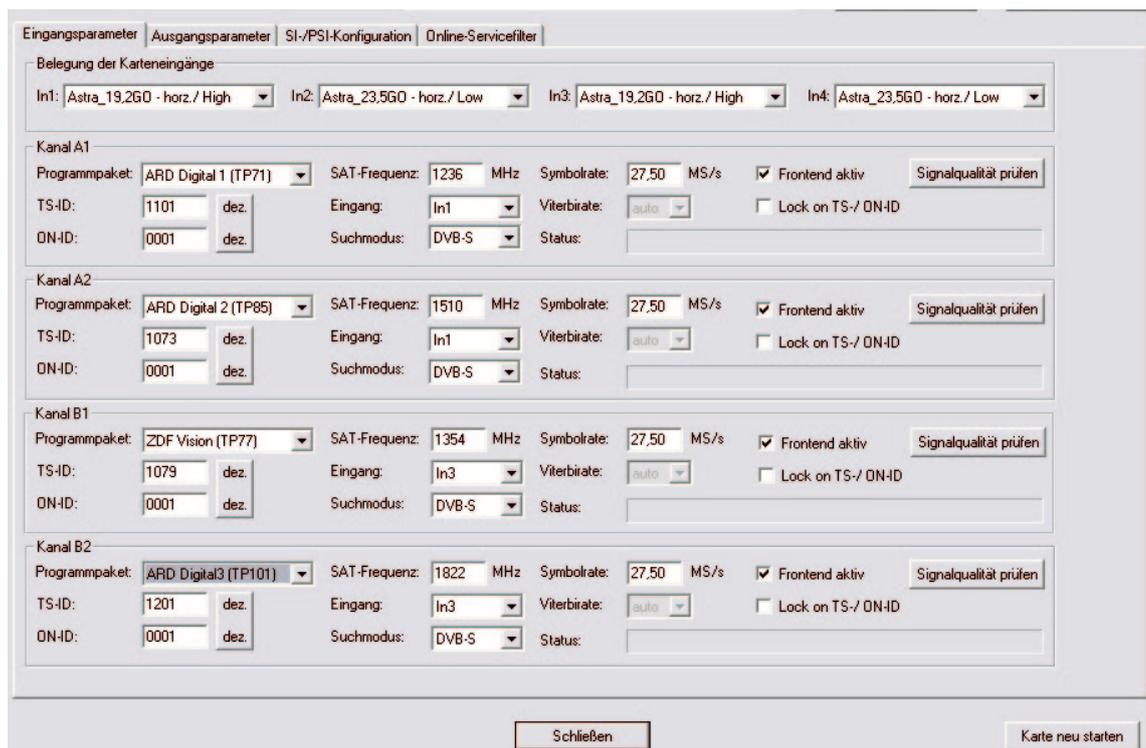 Eingangsparameter Ausgangsparameter SI-/PSI-Konfiguration Online-Servicefilter
Belegung der Karteneingänge
In1: Astra_19,2GO - horz./ High In2: Astra_23,5GO - horz./ Low In3: Astra_19,2GO - horz./ High In4: Astra_23,5GO - horz./ Low
Kanal A1
Programmpaket: ARD Digital 1 (TP71) SAT-Frequenz: 1236 MHz Symbolrate: 27,50 MS/s Frontend aktiv Signalqualität prüfen
TS-ID: 1101 dez. Eingang: In1 Viterbirate: auto Lock on TS-/ ON-ID
ON-ID: 0001 dez. Suchmodus: DVB-S Status:
Kanal A2
Programmpaket: ARD Digital 2 (TP85) SAT-Frequenz: 1510 MHz Symbolrate: 27,50 MS/s Frontend aktiv Signalqualität prüfen
TS-ID: 1073 dez. Eingang: In1 Viterbirate: auto Lock on TS-/ ON-ID
ON-ID: 0001 dez. Suchmodus: DVB-S Status:
Kanal B1
Programmpaket: ZDF Vision (TP77) SAT-Frequenz: 1354 MHz Symbolrate: 27,50 MS/s Frontend aktiv Signalqualität prüfen
TS-ID: 1079 dez. Eingang: In3 Viterbirate: auto Lock on TS-/ ON-ID
ON-ID: 0001 dez. Suchmodus: DVB-S Status:
Kanal B2
Programmpaket: ARD Digital3 (TP101) SAT-Frequenz: 1822 MHz Symbolrate: 27,50 MS/s Frontend aktiv Signalqualität prüfen
TS-ID: 1201 dez. Eingang: In3 Viterbirate: auto Lock on TS-/ ON-ID
ON-ID: 0001 dez. Suchmodus: DVB-S Status:
Schließen Karte neu starten